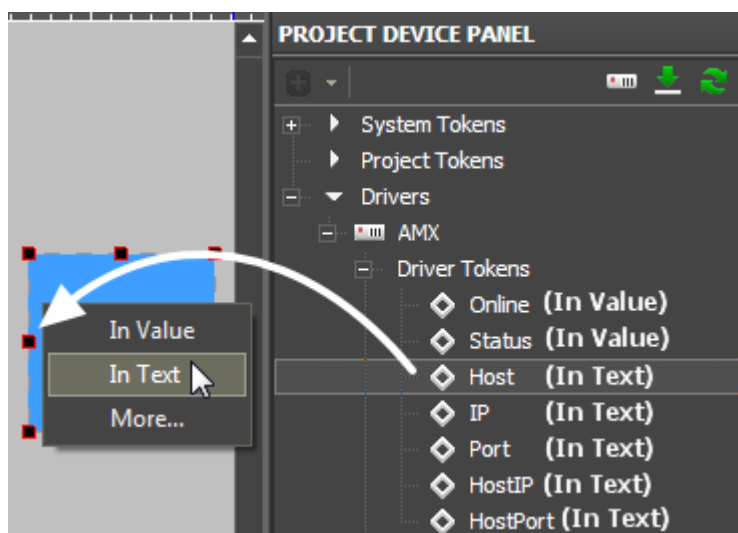 PROJECT DEVICE PANEL
System Tokens
Project Tokens
Drivers
AMX
Driver Tokens
Online (In Value)
Status (In Value)
Host (In Text)
IP (In Text)
Port (In Text)
HostIP (In Text)
HostPort (In Text)
In Value
In Text
More...